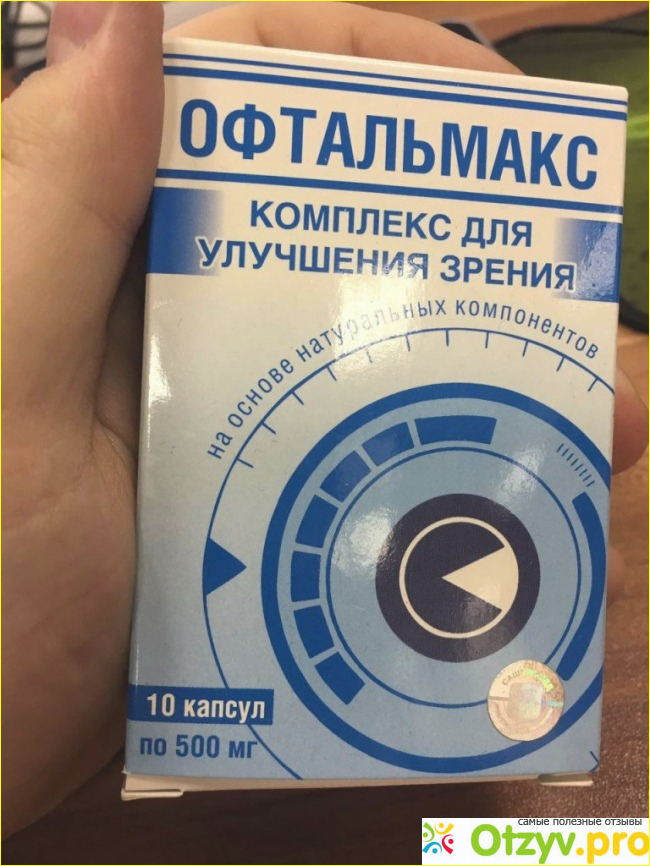 ОФТАЛЬМАКС
КОМПЛЕКС ДЛЯ
УЛУЧШЕНИЯ ЗРЕНИЯ
на основе натуральных компонентов
10 капсул
по 500 мг
самые полезные отзывы
Otzyv.pro